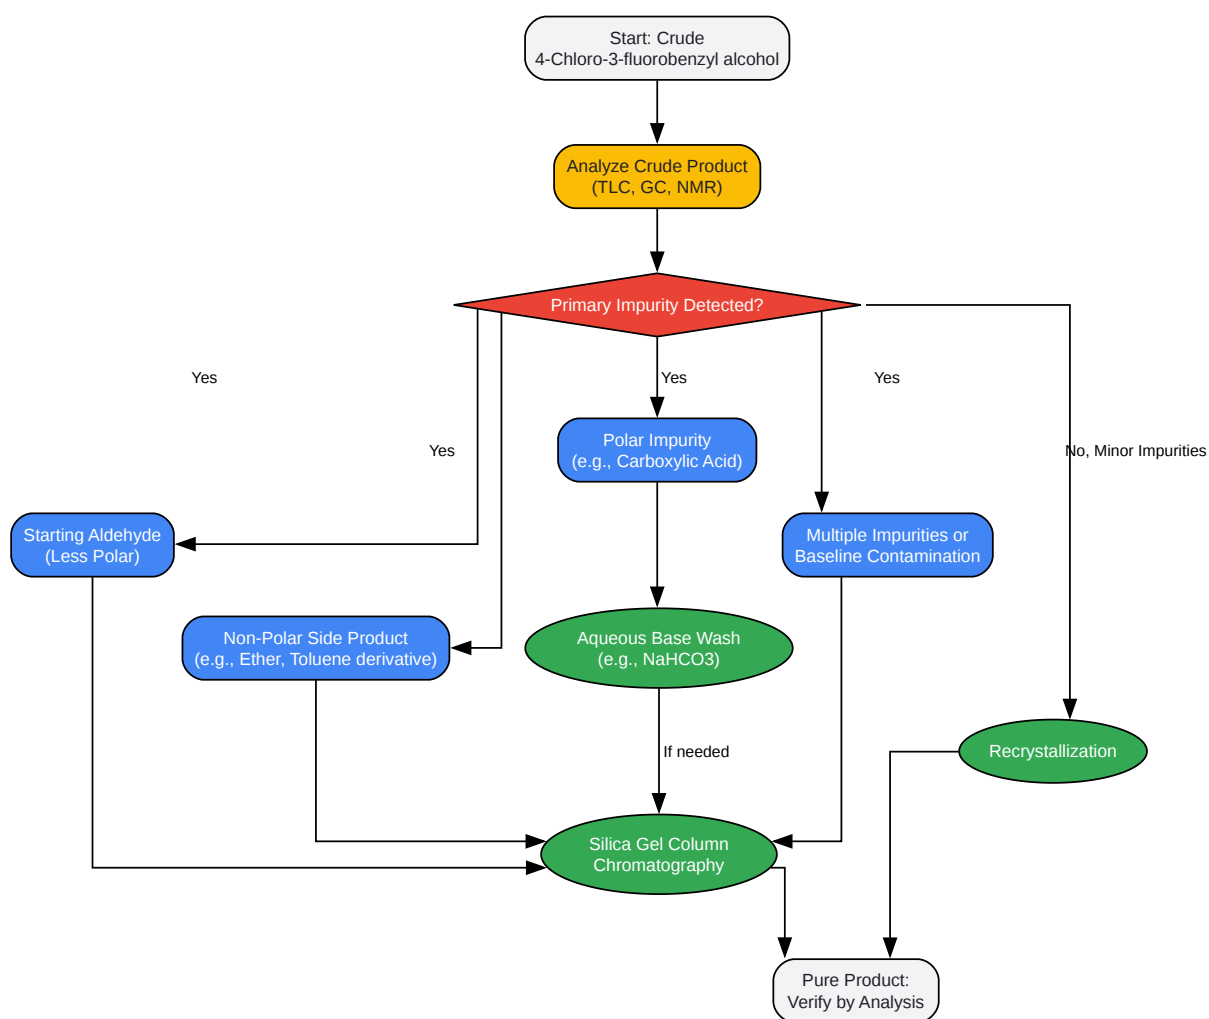 Start: Crude
4-Chloro-3-fluorobenzyl alcohol
Analyze Crude Product
(TLC, GC, NMR)
Primary Impurity Detected?
Yes
Yes
Yes
Yes
No, Minor Impurities
Polar Impurity
(e.g., Carboxylic Acid)
Starting Aldehyde
(Less Polar)
Multiple Impurities or
Baseline Contamination
Non-Polar Side Product
(e.g., Ether, Toluene derivative)
Aqueous Base Wash
(e.g., NaHCO3)
If needed
Recrystallization
Silica Gel Column
Chromatography
Pure Product:
Verify by Analysis